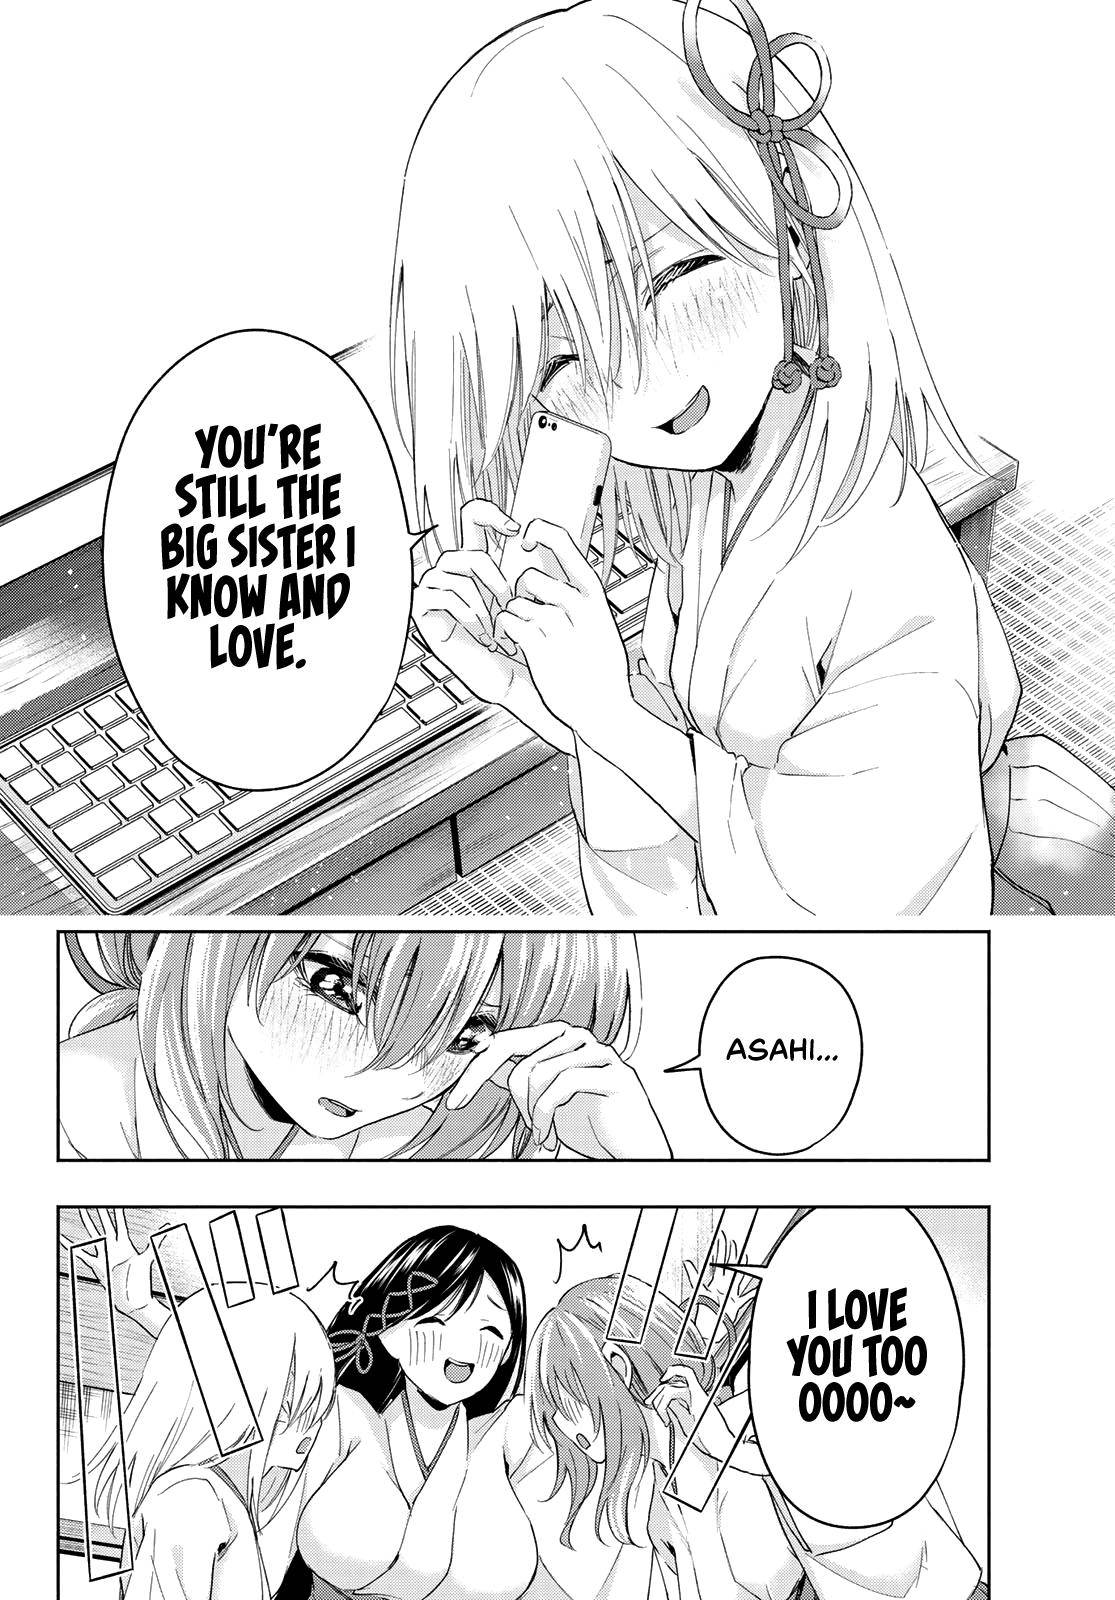 YOU'RE
STILL THE
BIG SISTER I
KNOW AND
LOVE.
ASAHI...
I LOVE
YOU TOO
OOOO~